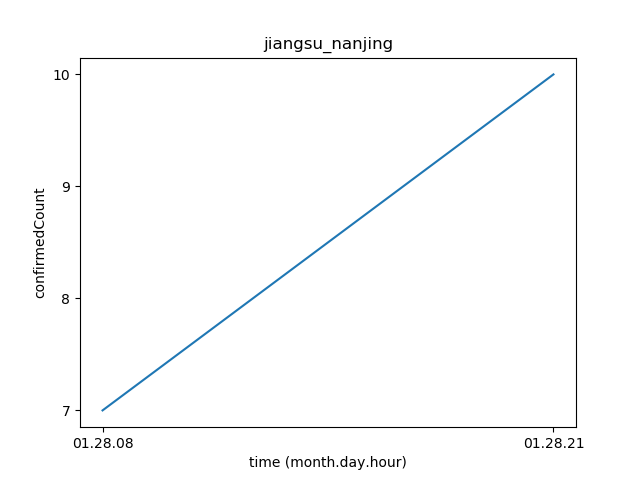 jiangsu_nanjing
10
9
8
7
confirmedCount
01.28.08
01.28.21
time (month.day.hour)